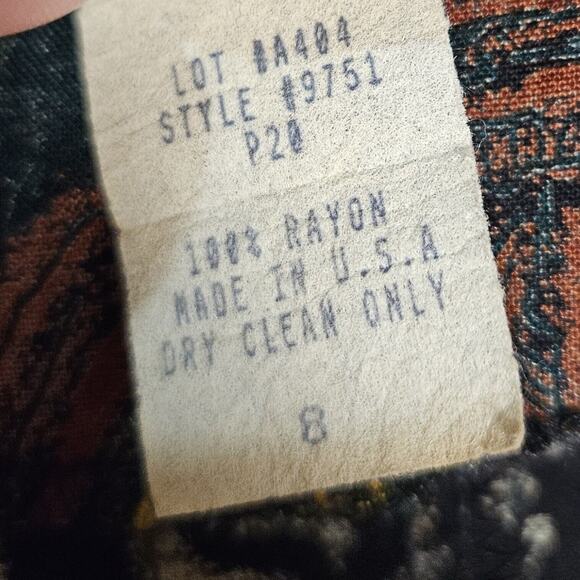 LOT #A404
STYLE #9751
P20
100% RAYON
MADE IN U.S.A
DRY CLEAN ONLY
8